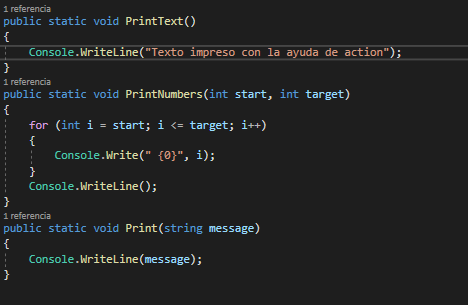 1 referencia
public static void PrintText()
{
    Console.WriteLine("Texto impreso con la ayuda de action");
}
1 referencia
public static void PrintNumbers(int start, int target)
{
    for (int i = start; i <= target; i++)
    {
        Console.Write(" {0}", i);
    }
    Console.WriteLine();
}
1 referencia
public static void Print(string message)
{
    Console.WriteLine(message);
}